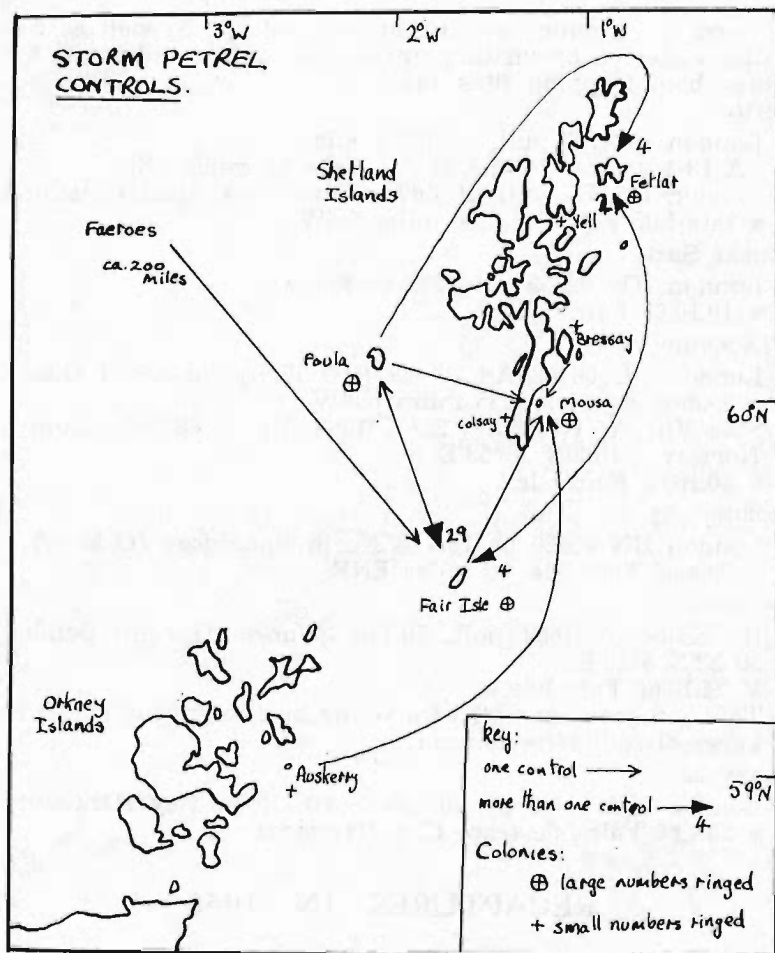 3°W
2°W
1°W
STORM PETREL
CONTROLS.
4
Shetland
Islands
Fetlar
2
Yell
Faeroes
ca. 200
miles
Bressay
Foula
Mousa
60°N
Colsay
29
4
Fair Isle
Orkney
Islands
Auskerry
key:
one control
59°N
more than one control
4
Colonies:
⊕ large numbers ringed
+ small numbers ringed